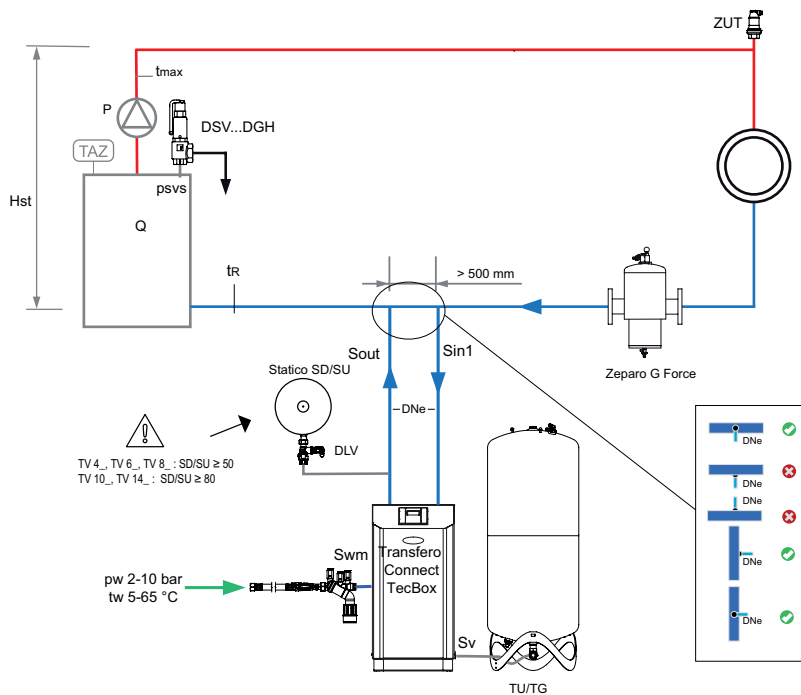 ZUT
tmax
P
DSV...DGH
TAZ
psvs
Hst
Q
tR
> 500 mm
Sout
Sin1
Zeparo G Force
Statico SD/SU
DNe
DLV
TV 4_, TV 6_, TV 8_ : SD/SU ≥ 50
TV 10_, TV 14_ : SD/SU ≥ 80
DNe
DNe
DNe
DNe
DNe
Swm
Transfero
Connect
TecBox
pw 2-10 bar
tw 5-65 °C
Sv
TU/TG